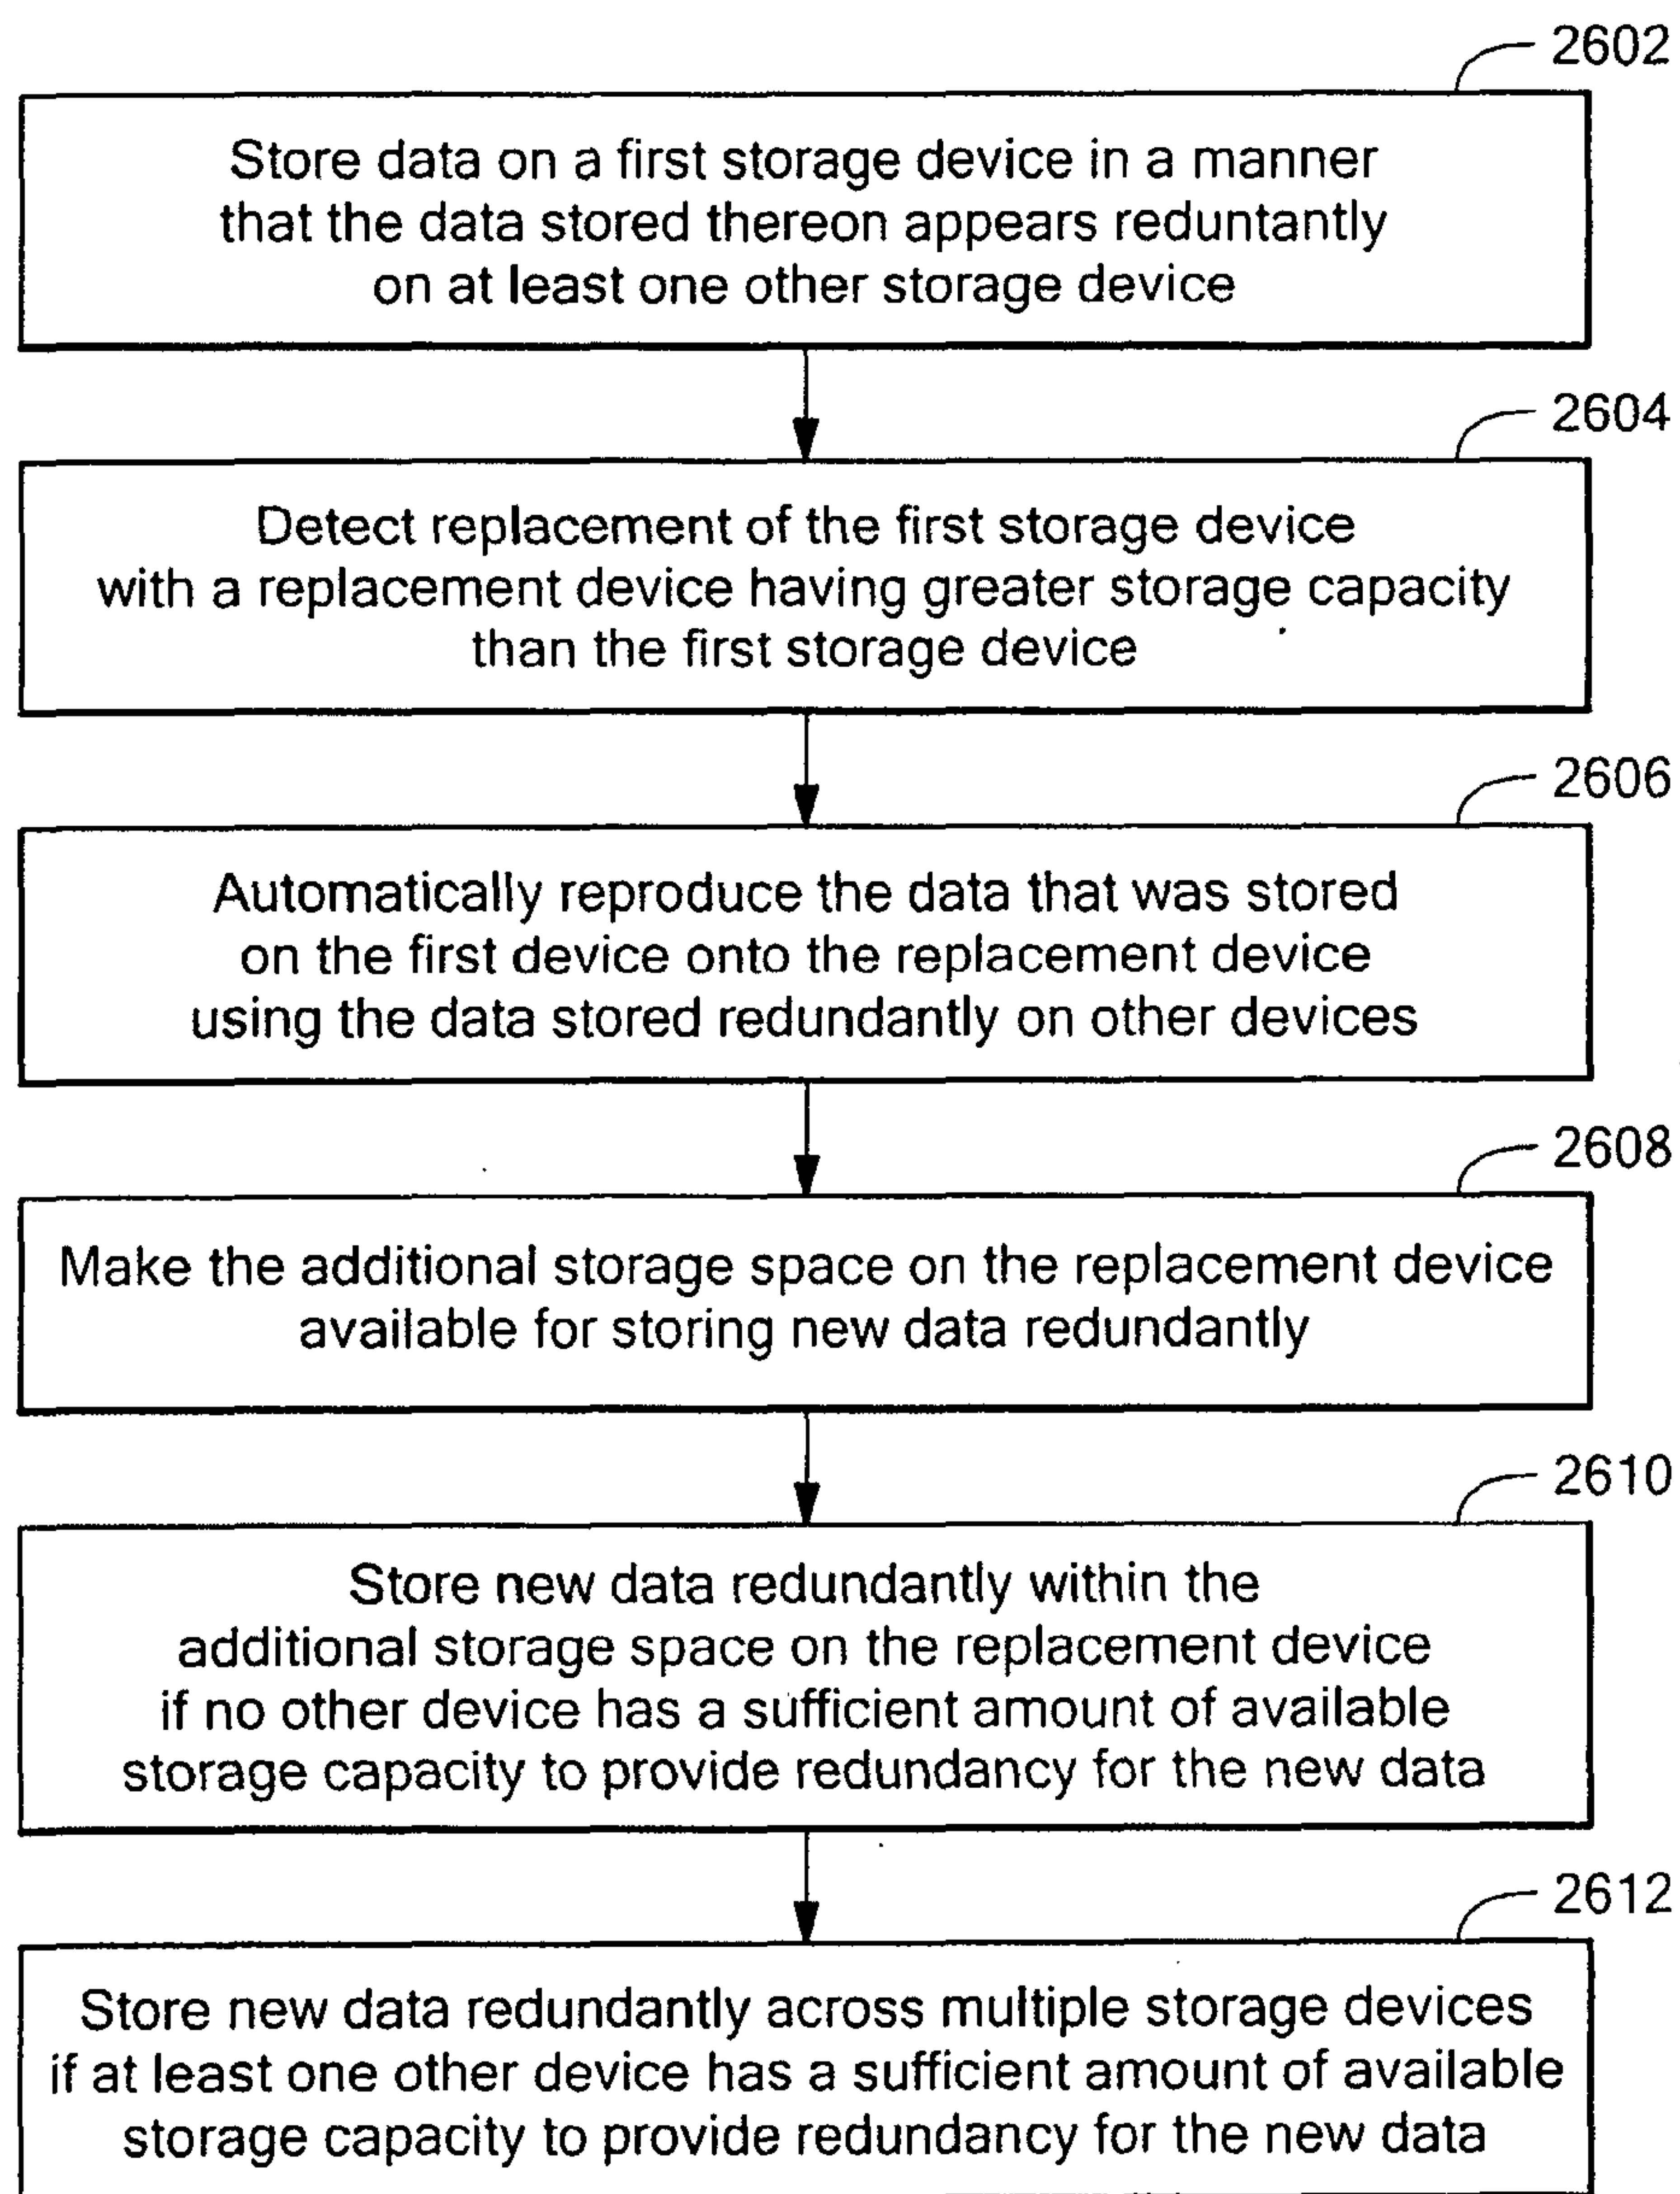 2602
Store data on a first storage device in a manner
that the data stored thereon appears reduntantly
on at least one other storage device
2604
Detect replacement of the first storage device
with a replacement device having greater storage capacity
than the first storage device
2606
Automatically reproduce the data that was stored
on the first device onto the replacement device
using the data stored redundantly on other devices
2608
Make the additional storage space on the replacement device
available for storing new data redundantly
2610
Store new data redundantly within the
additional storage space on the replacement device
if no other device has a sufficient amount of available
storage capacity to provide redundancy for the new data
2612
Store new data redundantly across multiple storage devices
if at least one other device has a sufficient amount of available
storage capacity to provide redundancy for the new data